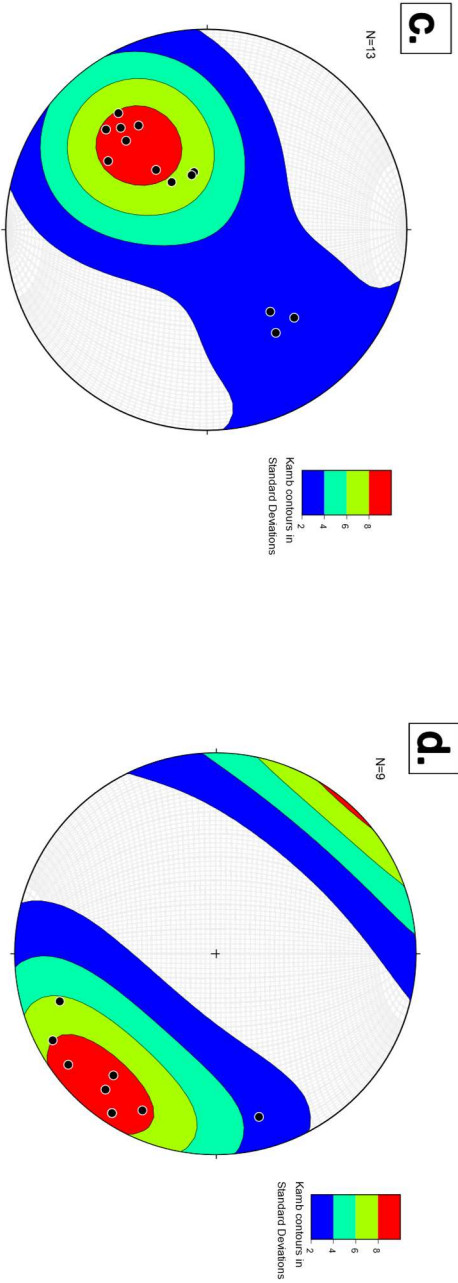 c.
N=13
Kamb contours in
Standard Deviations
2
4
6
8
d.
N=9
Kamb contours in
Standard Deviations
2
4
6
8